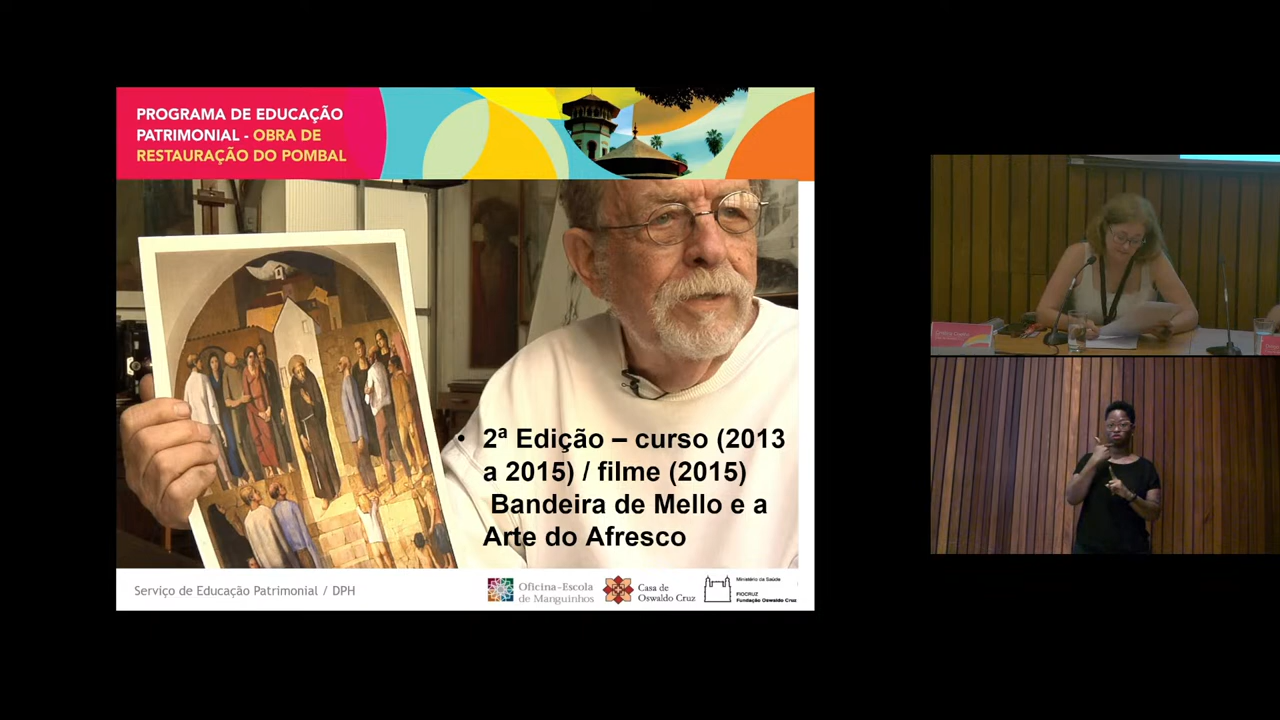 PROGRAMA DE EDUCAÇÃO
PATRIMONIAL - OBRA DE
RESTAURAÇÃO DO POMBAL
• 2ª Edição – curso (2013
a 2015) / filme (2015)
Bandeira de Mello e a
Arte do Afresco
Serviço de Educação Patrimonial / DPH
Oficina-Escola
de Manguinhos
Casa de
Oswaldo Cruz
Ministério da Saúde
FIOCRUZ
Fundação Oswaldo Cruz